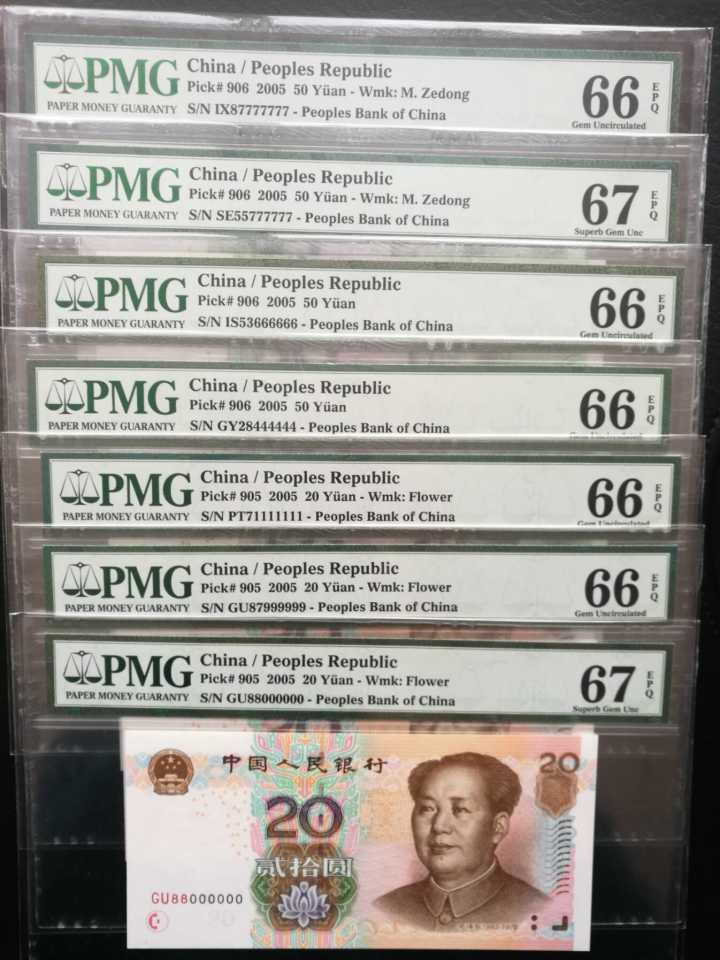 PMG
PAPER MONEY GUARANTY
China / Peoples Republic
Pick# 906 2005 50 Yüan - Wmk: M. Zedong
S/N IX87777777 - Peoples Bank of China
66 EPQ
Gem Uncirculated
PMG
PAPER MONEY GUARANTY
China / Peoples Republic
Pick# 906 2005 50 Yüan - Wmk: M. Zedong
S/N SE55777777 - Peoples Bank of China
67 EPQ
Superb Gem Unc
PMG
PAPER MONEY GUARANTY
China / Peoples Republic
Pick# 906 2005 50 Yüan
S/N IS53666666 - Peoples Bank of China
66 EPQ
Gem Uncirculated
PMG
PAPER MONEY GUARANTY
China / Peoples Republic
Pick# 906 2005 50 Yüan
S/N GY28444444 - Peoples Bank of China
66 EPQ
PMG
PAPER MONEY GUARANTY
China / Peoples Republic
Pick# 905 2005 20 Yüan - Wmk: Flower
S/N PT71111111 - Peoples Bank of China
66 EPQ
Gem Uncirculated
PMG
PAPER MONEY GUARANTY
China / Peoples Republic
Pick# 905 2005 20 Yüan - Wmk: Flower
S/N GU87999999 - Peoples Bank of China
66 EPQ
Gem Uncirculated
PMG
PAPER MONEY GUARANTY
China / Peoples Republic
Pick# 905 2005 20 Yüan - Wmk: Flower
S/N GU88000000 - Peoples Bank of China
67 EPQ
Superb Gem Unc
中国人民银行
20
20
贰拾圆
GU88000000